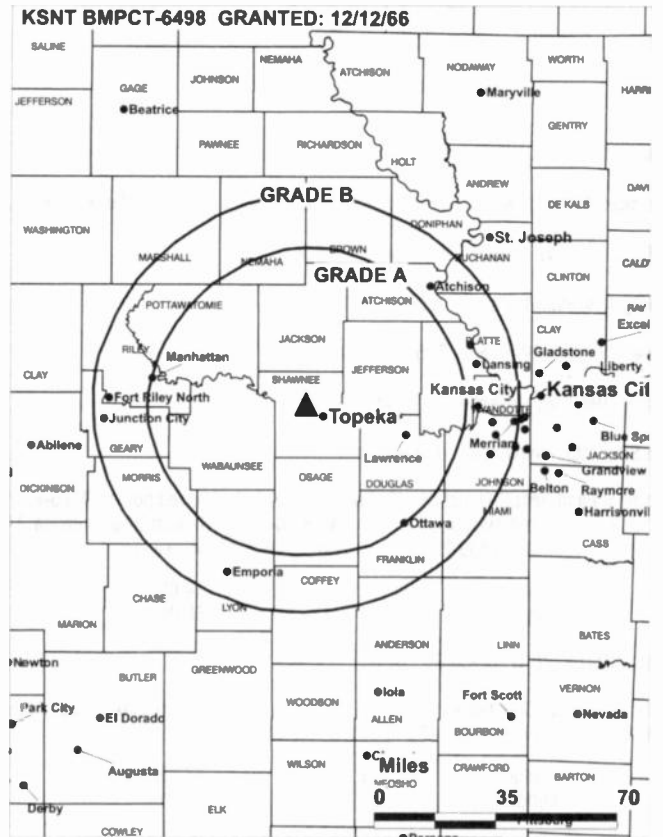 KSNT BMPCT-6498 GRANTED: 12/12/66
SALINE
NEMAHA
ATCHISON
NODAWAY
WORTH
GAGE
JOHNSON
JEFFERSON
Beatrice
Maryville
GENTRY
PAWNEE
RICHARDSON
HOLT
ANDREW
DE KALB
GRADE B
WASHINGTON
DONIPHAN
St. Joseph
MARSHALL
NEMAHA
BROWN
BUCHANAN
CLINTON
GRADE A
Atchison
ATCHISON
POTTAWATOMIE
RAY
CLAY
JACKSON
PLATTE
RILEY
Manhattan
JEFFERSON
Gladstone
Lansing
Liberty
CLAY
SHAWNEE
Kansas City
Fort Riley North
Topeka
Junction City
Merriam
Abilene
GEARY
Lawrence
JACKSON
WABAUNSEE
Grandview
MORRIS
OSAGE
DICKINSON
DOUGLAS
JOHNSON
Belton
Raymore
MIAMI
Ottawa
CASS
FRANKLIN
Emporia
COFFEY
CHASE
LYON
MARION
ANDERSON
LINN
BATES
Newton
BUTLER
GREENWOOD
VERNON
Iola
Fort Scott
WOODSON
Park City
El Dorado
ALLEN
Nevada
BOURBON
Augusta
WILSON
Miles
CRAWFORD
BARTON
Derby
0 35 70
ELK
COWLEY